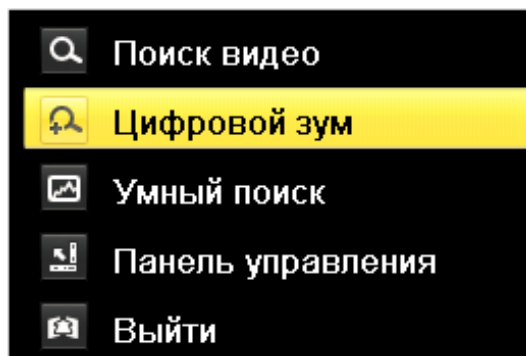 Поиск видео
Цифровой зум
Умный поиск
Панель управления
Выйти